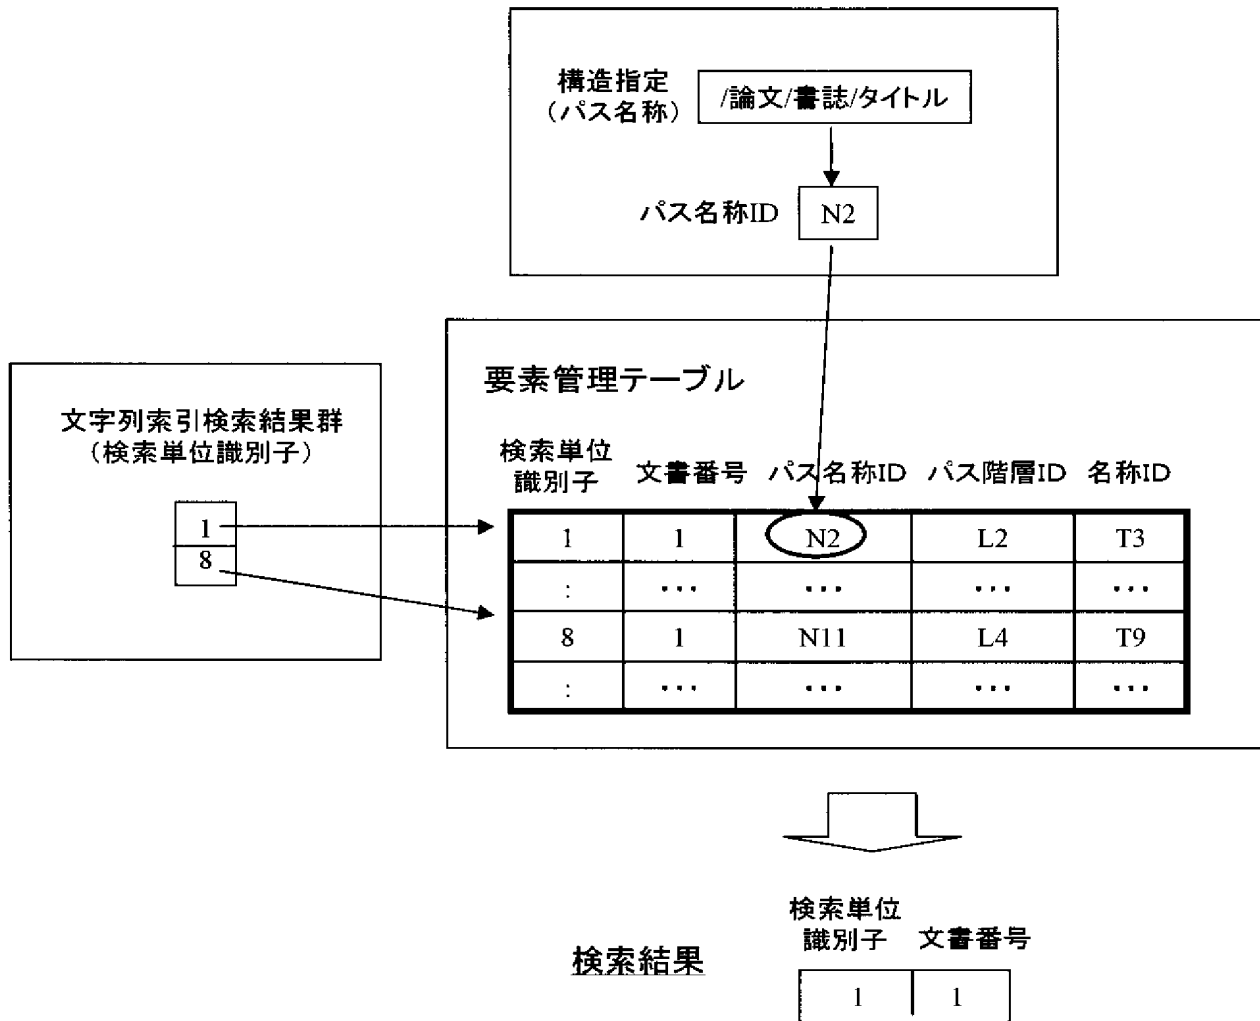 構造指定
(パス名称)
/論文/書誌/タイトル
パス名称ID
N2
文字列索引検索結果群
(検索単位識別子)
1
8
要素管理テーブル
検索単位
識別子
文書番号
パス名称ID
パス階層ID
名称ID
1 1 N2 L2 T3
: ・・・ ・・・ ・・・ ・・・
8 1 N11 L4 T9
: ・・・ ・・・ ・・・ ・・・
検索結果
検索単位
識別子
文書番号
1 1